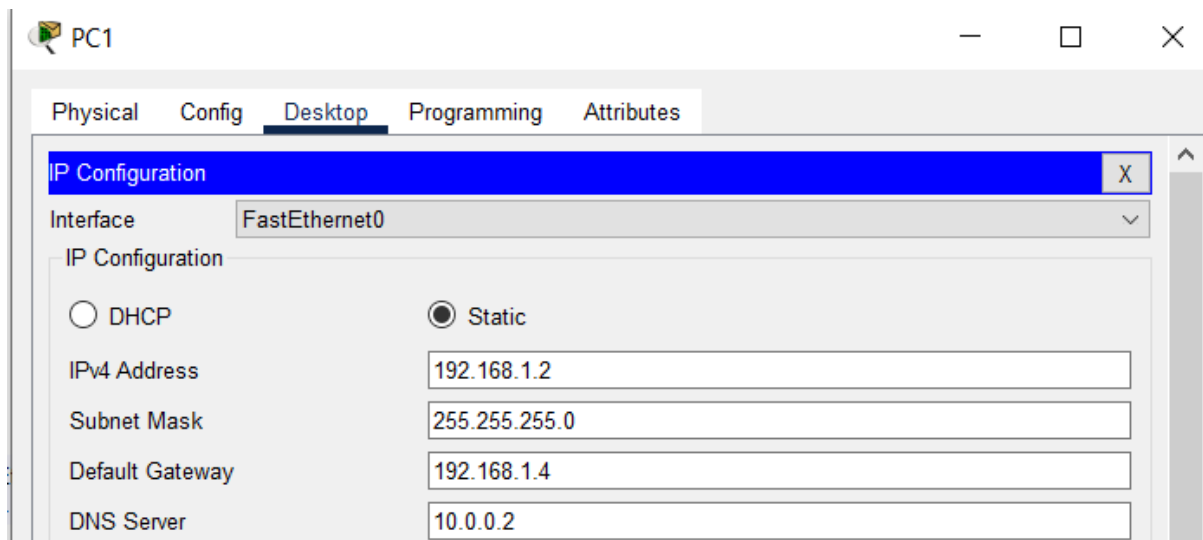 PC1
Physical Config Desktop Programming Attributes
IP Configuration X
Interface FastEthernet0
IP Configuration
DHCP Static
IPv4 Address 192.168.1.2
Subnet Mask 255.255.255.0
Default Gateway 192.168.1.4
DNS Server 10.0.0.2